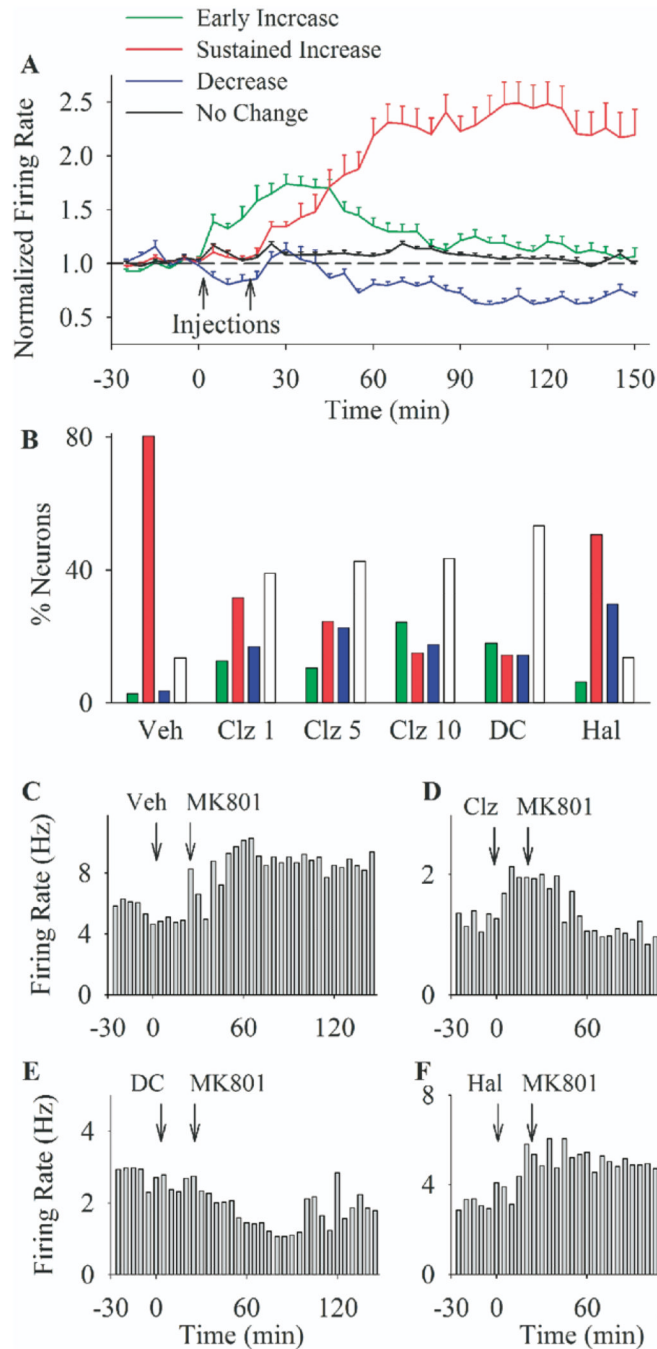 Early Increase
Sustained Increase
Decrease
No Change
A
Normalized Firing Rate
2.5
2.0
1.5
1.0
0.5
Injections
-30 0 30 60 90 120 150
Time (min)
B
% Neurons
80
40
0
Veh Clz 1 Clz 5 Clz 10 DC Hal
C
Veh MK801
Firing Rate (Hz)
8
4
0
-30 0 60 120
D
Clz MK801
2
1
0
-30 0 60
E
DC MK801
Firing Rate (Hz)
4
2
0
-30 0 60 120
Time (min)
F
Hal MK801
8
4
0
-30 0 60
Time (min)